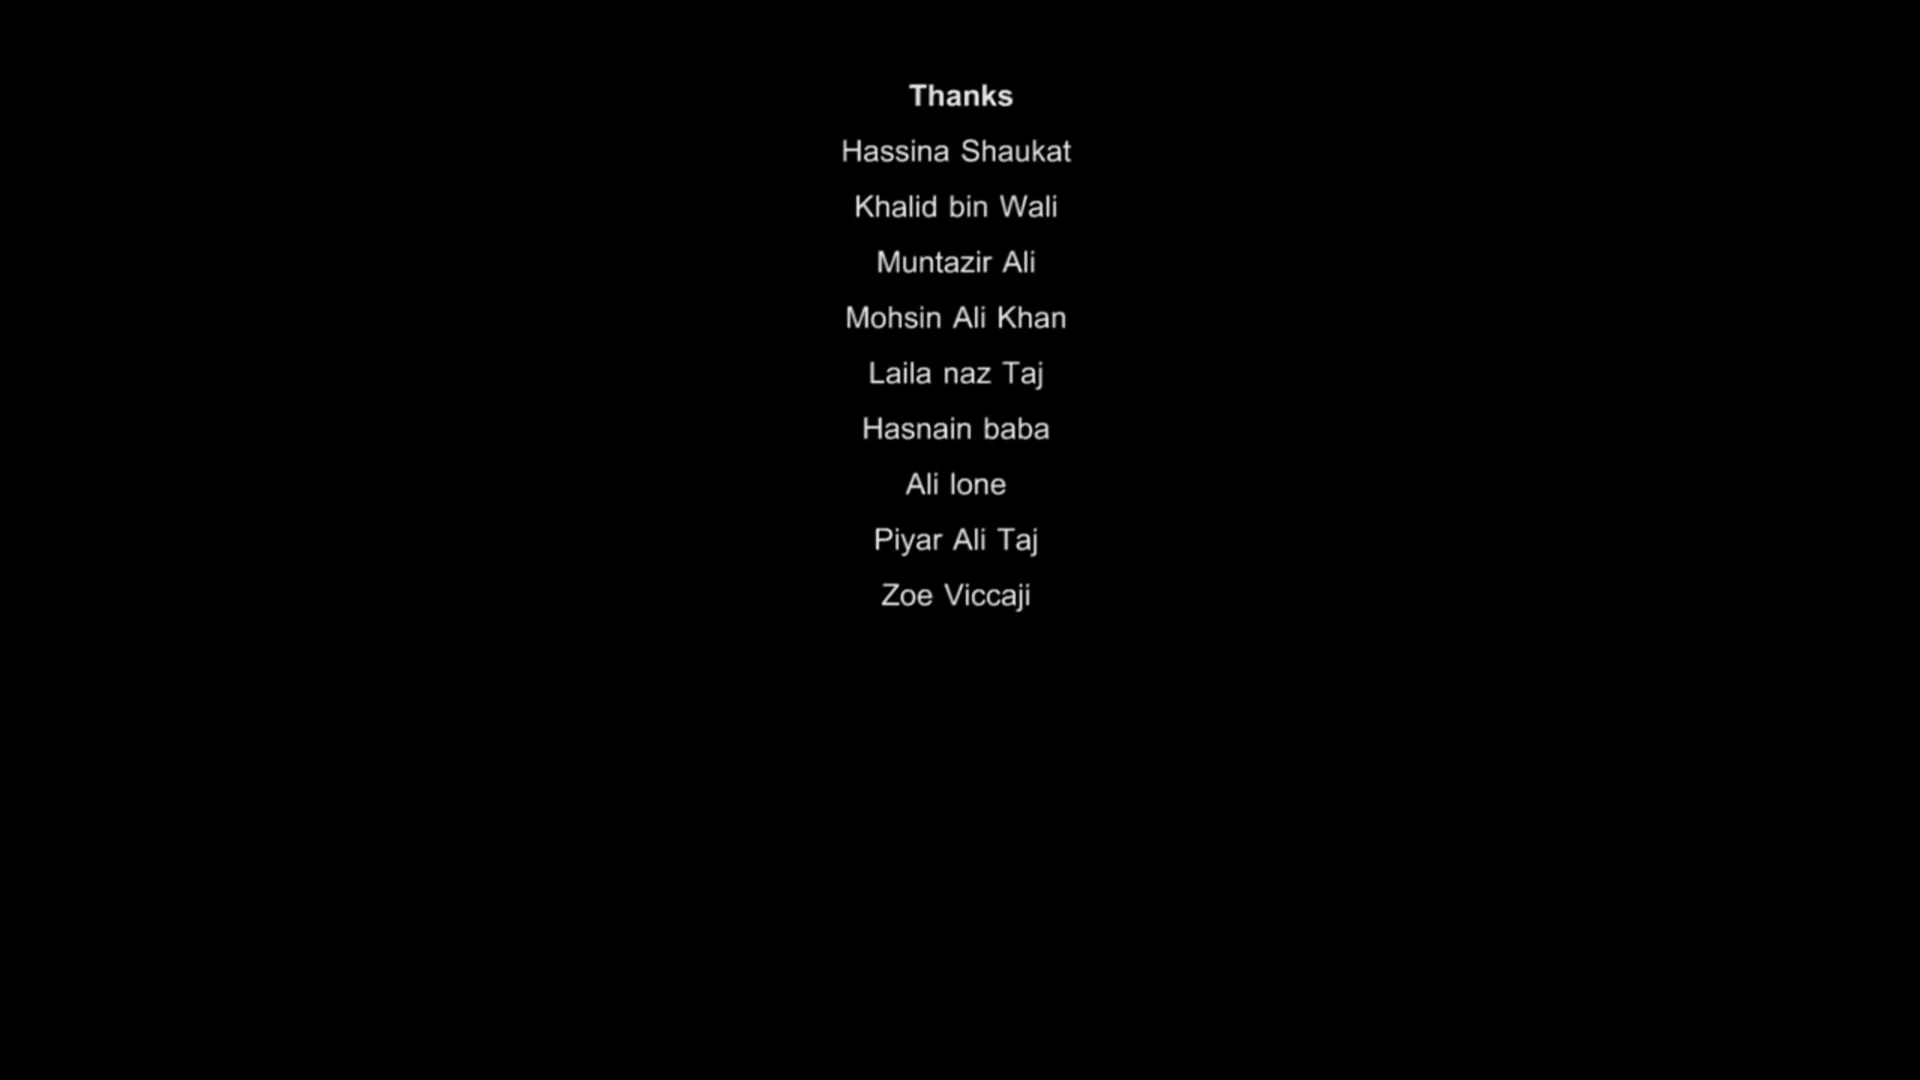 Thanks
Hassina Shaukat
Khalid bin Wali
Muntazir Ali
Mohsin Ali Khan
Laila naz Taj
Hasnain baba
Ali lone
Piyar Ali Taj
Zoe Viccaji